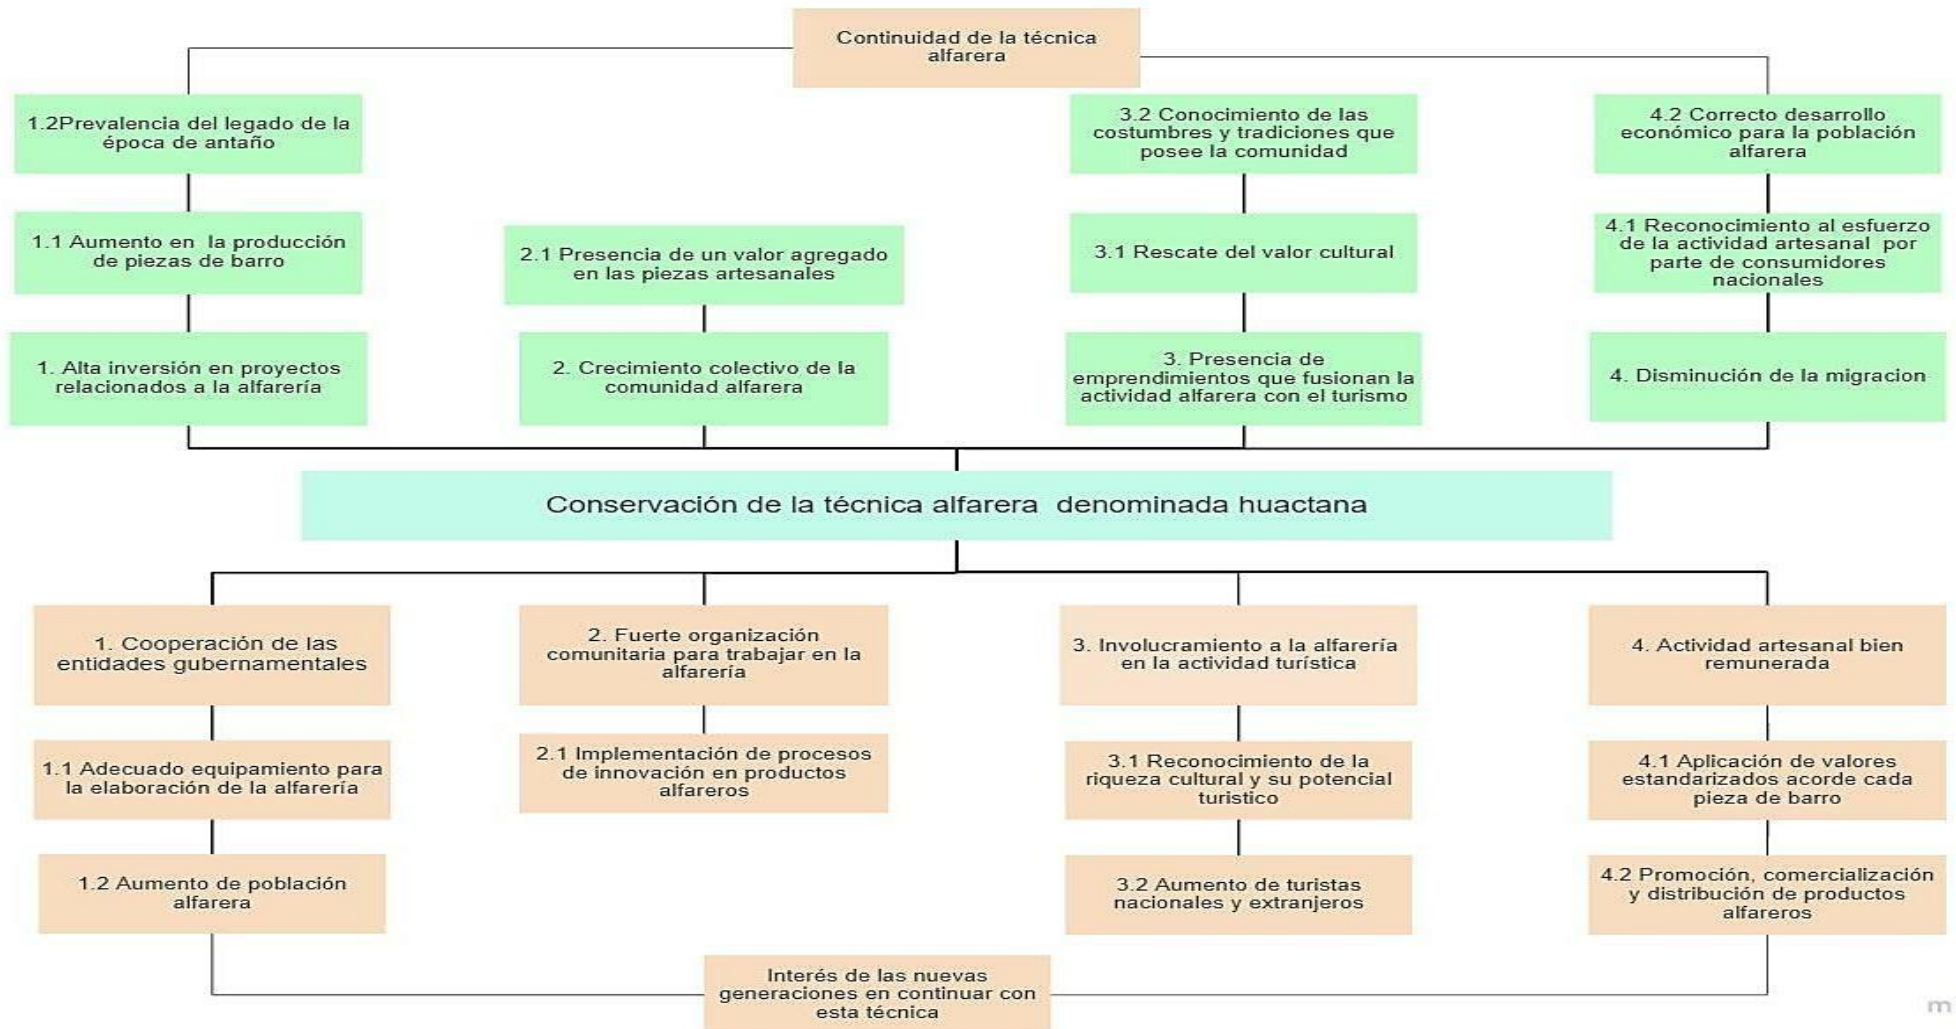 Continuidad de la técnica
alfarera
1.2Prevalencia del legado de la
época de antaño
3.2 Conocimiento de las
costumbres y tradiciones que
posee la comunidad
4.2 Correcto desarrollo
económico para la población
alfarera
1.1 Aumento en la producción
de piezas de barro
2.1 Presencia de un valor agregado
en las piezas artesanales
3.1 Rescate del valor cultural
4.1 Reconocimiento al esfuerzo
de la actividad artesanal por
parte de consumidores
nacionales
1. Alta inversión en proyectos
relacionados a la alfarería
2. Crecimiento colectivo de la
comunidad alfarera
3. Presencia de
emprendimientos que fusionan la
actividad alfarera con el turismo
4. Disminución de la migracion
Conservación de la técnica alfarera denominada huactana
1. Cooperación de las
entidades gubernamentales
2. Fuerte organización
comunitaria para trabajar en la
alfarería
3. Involucramiento a la alfarería
en la actividad turística
4. Actividad artesanal bien
remunerada
1.1 Adecuado equipamiento para
la elaboración de la alfarería
2.1 Implementación de procesos
de innovación en productos
alfareros
3.1 Reconocimiento de la
riqueza cultural y su potencial
turistico
4.1 Aplicación de valores
estandarizados acorde cada
pieza de barro
1.2 Aumento de población
alfarera
3.2 Aumento de turistas
nacionales y extranjeros
4.2 Promoción, comercialización
y distribución de productos
alfareros
Interés de las nuevas
generaciones en continuar con
esta técnica
m